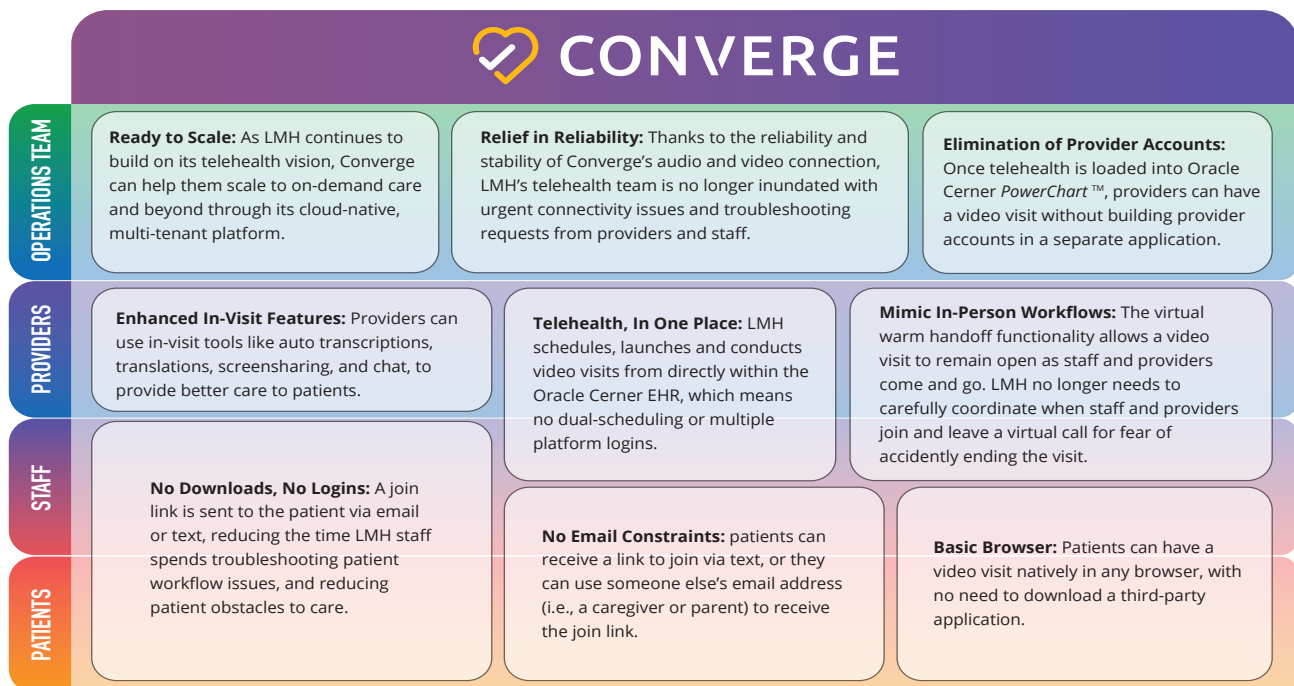 CONVERGE
OPERATIONS TEAM
Ready to Scale: As LMH continues to
build on its telehealth vision, Converge
can help them scale to on-demand care
and beyond through its cloud-native,
multi-tenant platform.
Relief in Reliability: Thanks to the reliability and
stability of Converge’s audio and video connection,
LMH’s telehealth team is no longer inundated with
urgent connectivity issues and troubleshooting
requests from providers and staff.
Elimination of Provider Accounts:
Once telehealth is loaded into Oracle
Cerner PowerChart ™, providers can have
a video visit without building provider
accounts in a separate application.
PROVIDERS
Enhanced In-Visit Features: Providers can
use in-visit tools like auto transcriptions,
translations, screensharing, and chat, to
provide better care to patients.
Telehealth, In One Place: LMH
schedules, launches and conducts
video visits from directly within the
Oracle Cerner EHR, which means
no dual-scheduling or multiple
platform logins.
Mimic In-Person Workflows: The virtual
warm handoff functionality allows a video
visit to remain open as staff and providers
come and go. LMH no longer needs to
carefully coordinate when staff and providers
join and leave a virtual call for fear of
accidently ending the visit.
STAFF
No Downloads, No Logins: A join
link is sent to the patient via email
or text, reducing the time LMH staff
spends troubleshooting patient
workflow issues, and reducing
patient obstacles to care.
No Email Constraints: patients can
receive a link to join via text, or they
can use someone else’s email address
(i.e., a caregiver or parent) to receive
the join link.
Basic Browser: Patients can have a
video visit natively in any browser, with
no need to download a third-party
application.
PATIENTS